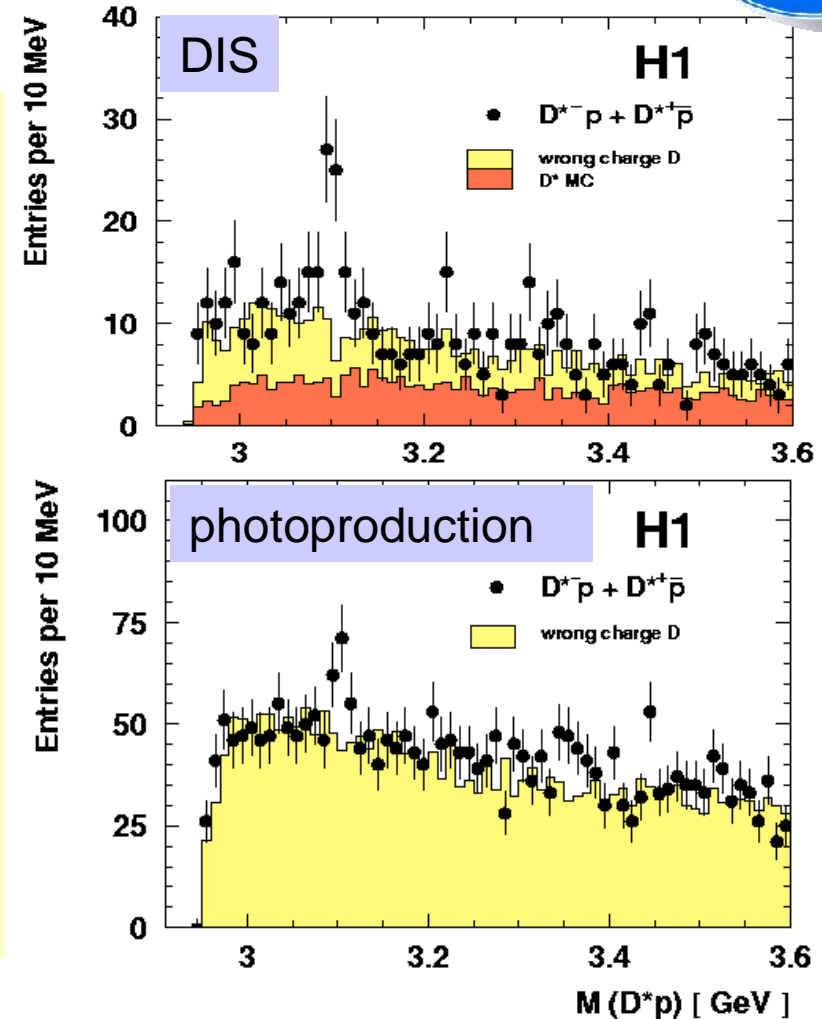 DIS
H1
D*⁻p + D*⁺p̄
wrong charge D
D* MC
Entries per 10 MeV
40
30
20
10
0
3
3.2
3.4
3.6
photoproduction
H1
D*⁻p + D*⁺p̄
wrong charge D
Entries per 10 MeV
100
75
50
25
0
3
3.2
3.4
3.6
M (D*p) [ GeV ]